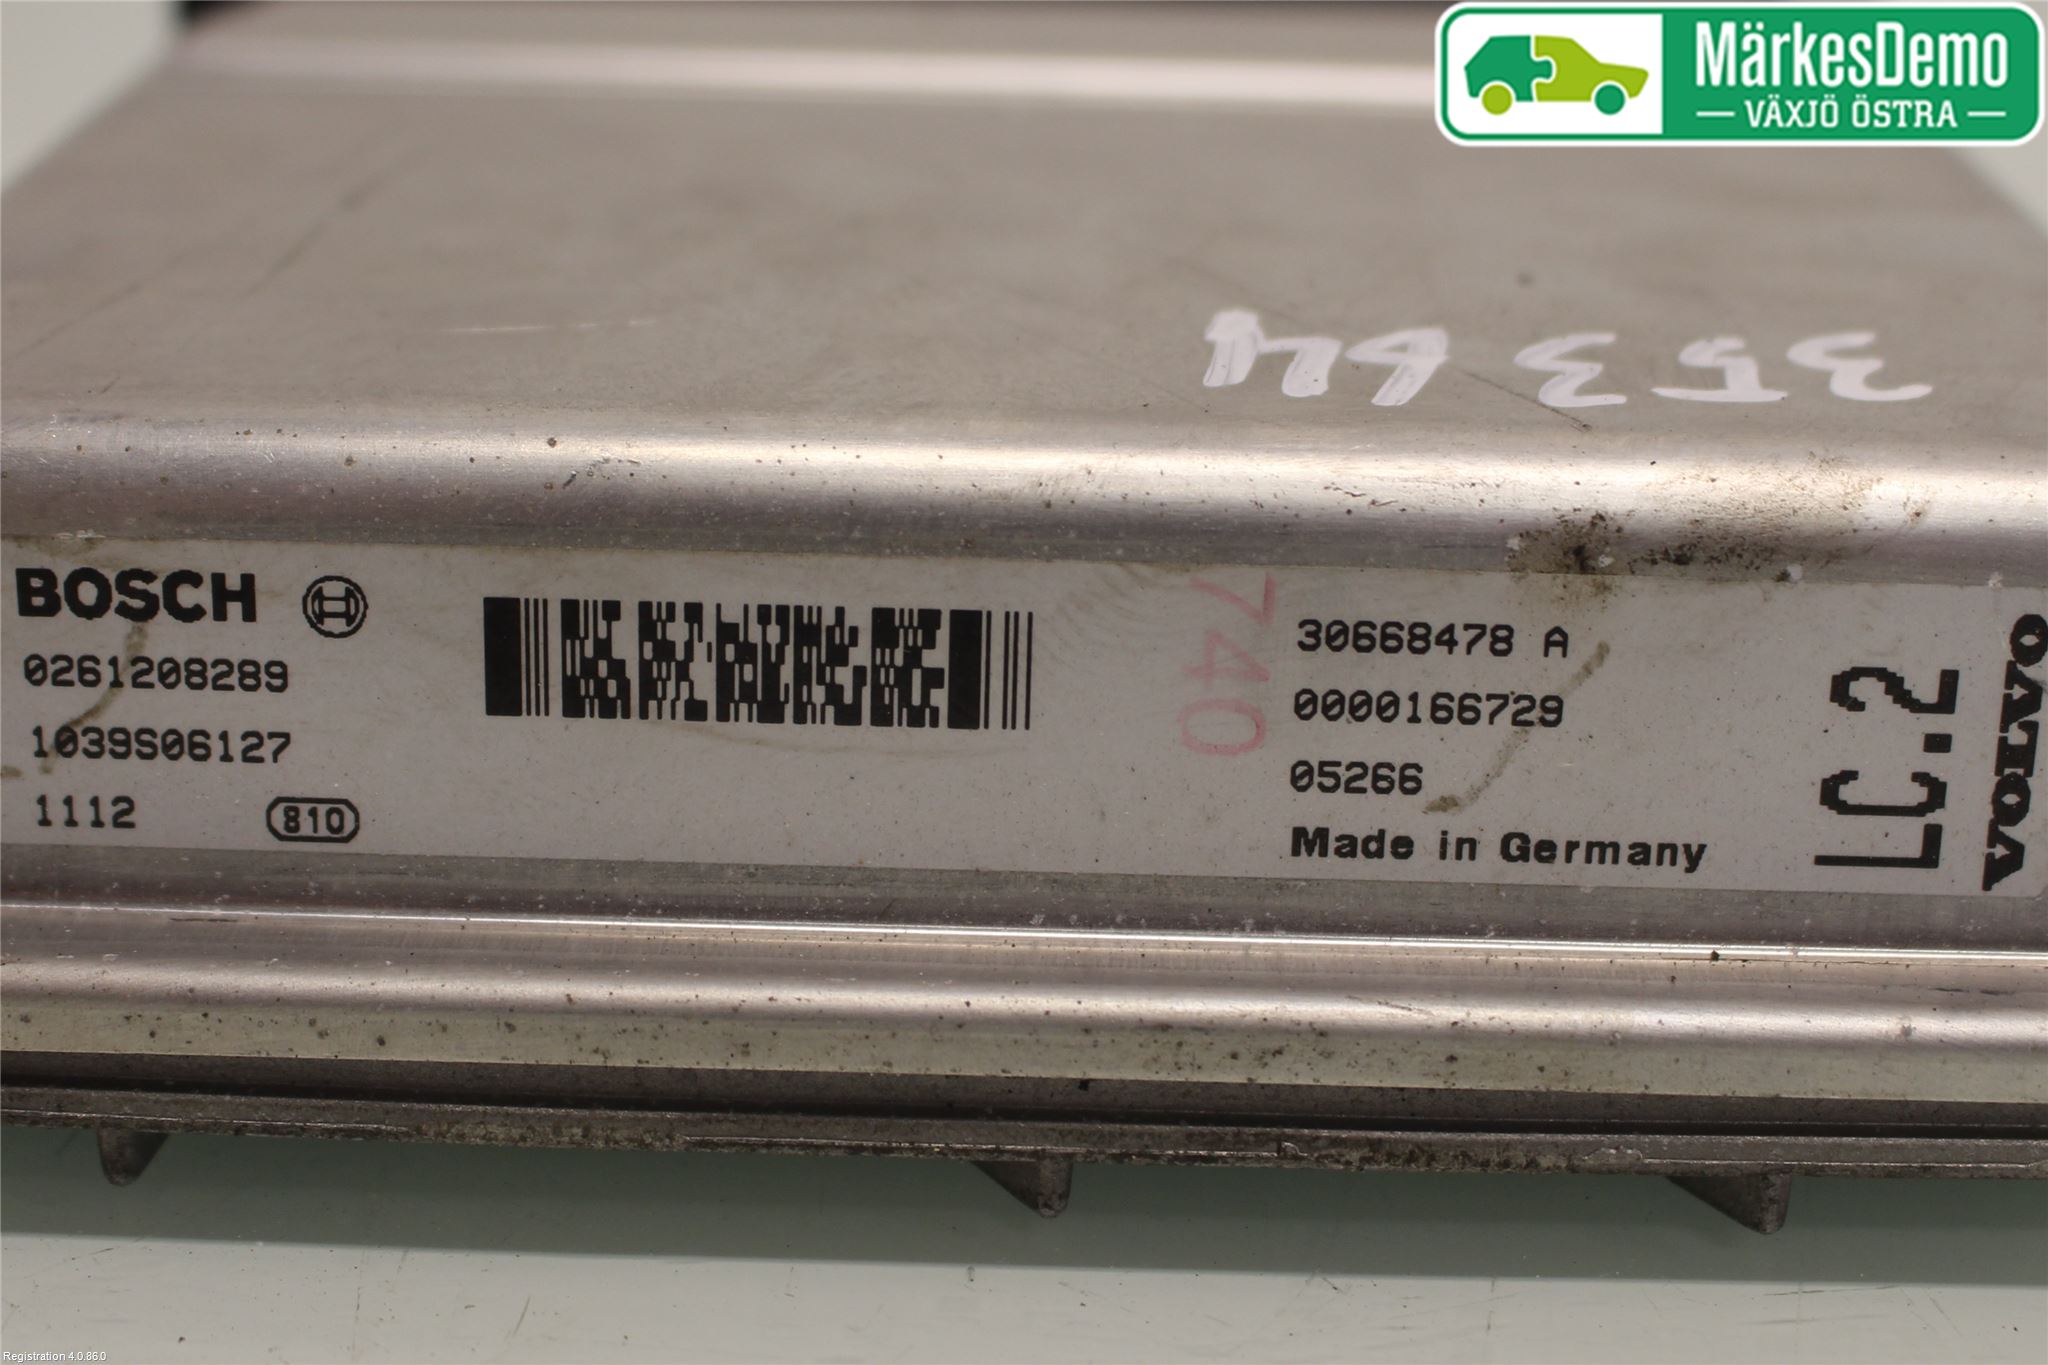 MärkesDemo
VÄXJÖ ÖSTRA
35364
BOSCH
0261208289
1039S06127
1112
810
740
30668478 A
0000166729
05266
Made in Germany
LC.2
VOLVO
Registration 4.0.86.0